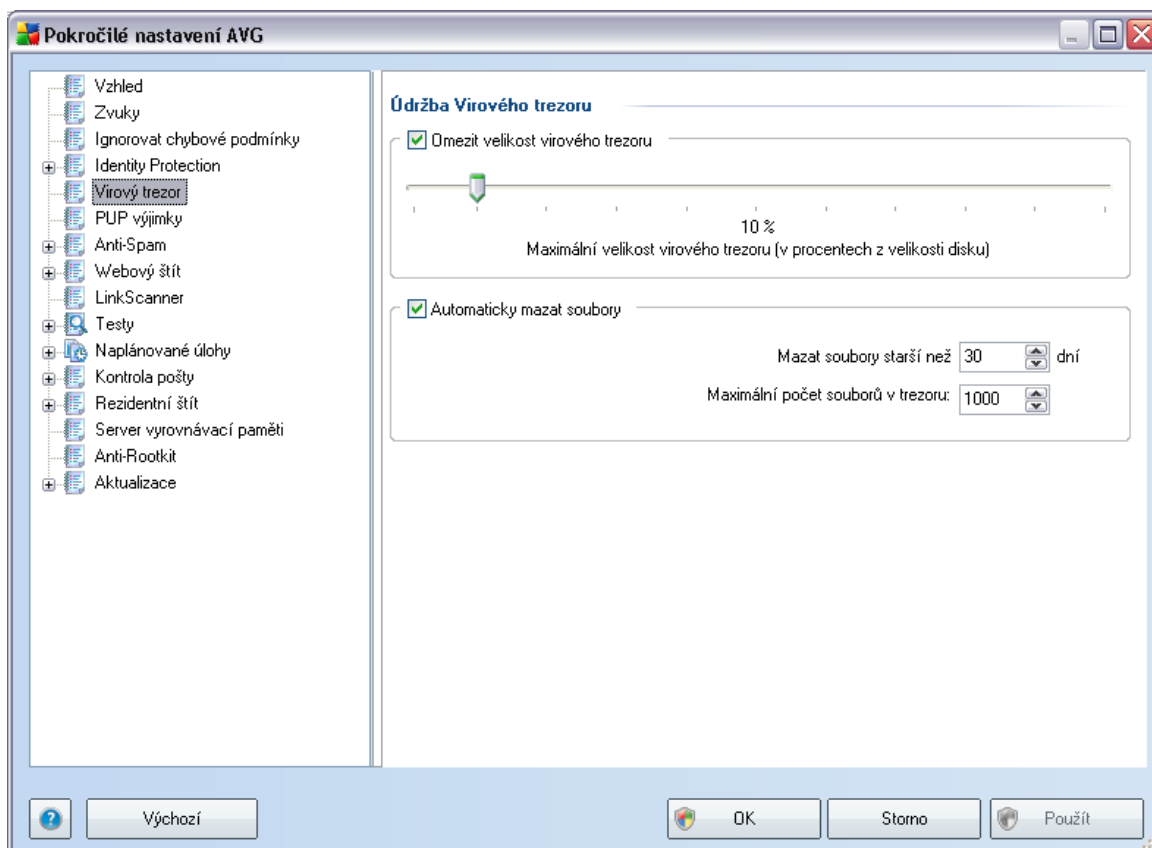 Pokročilé nastavení AVG
Vzhled
Zvuky
Ignorovat chybové podmínky
Identity Protection
Virový trezor
PUP výjimky
Anti-Spam
Webový štít
LinkScanner
Testy
Naplánované úlohy
Kontrola pošty
Rezidentní štít
Server vyrovnávací paměti
Anti-Rootkit
Aktualizace
Údržba Virového trezoru
Omezit velikost virového trezoru
10 %
Maximální velikost virového trezoru (v procentech z velikosti disku)
Automaticky mazat soubory
Mazat soubory starší než 30 dní
Maximální počet souborů v trezoru: 1000
Výchozí
OK
Storno
Použít